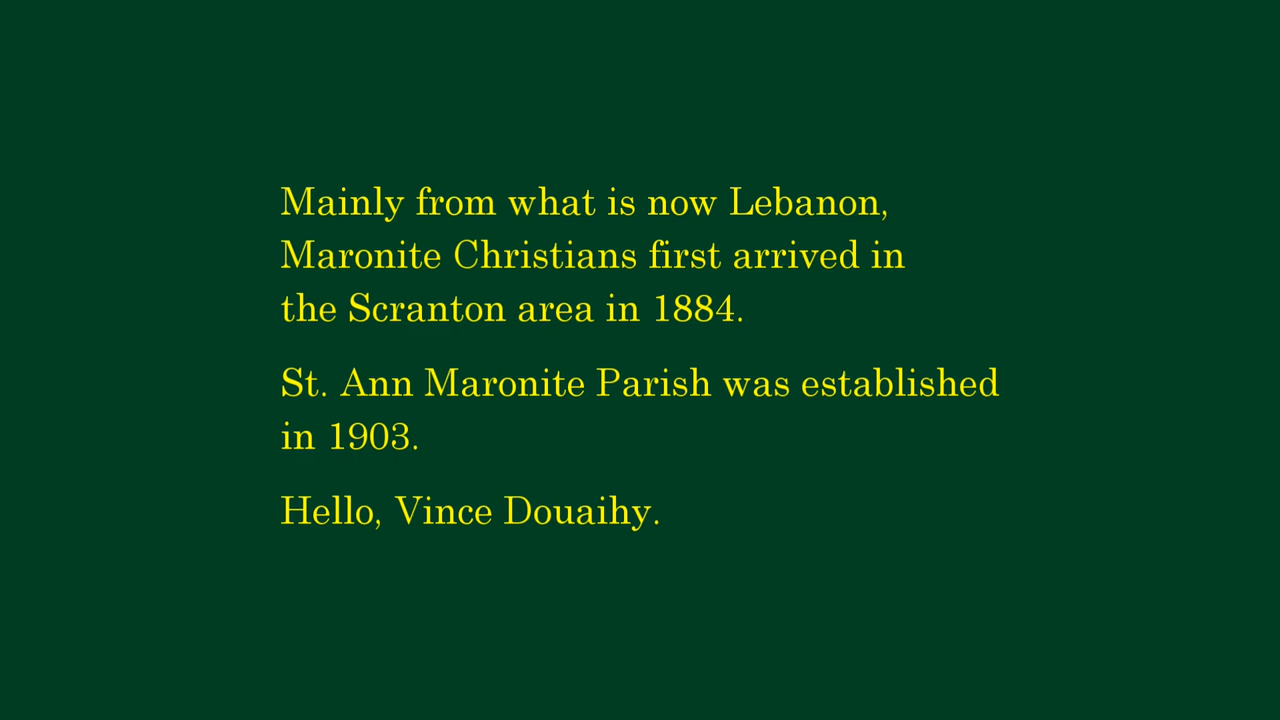 Mainly from what is now Lebanon,
Maronite Christians first arrived in
the Scranton area in 1884.
St. Ann Maronite Parish was established
in 1903.
Hello, Vince Douaihy.